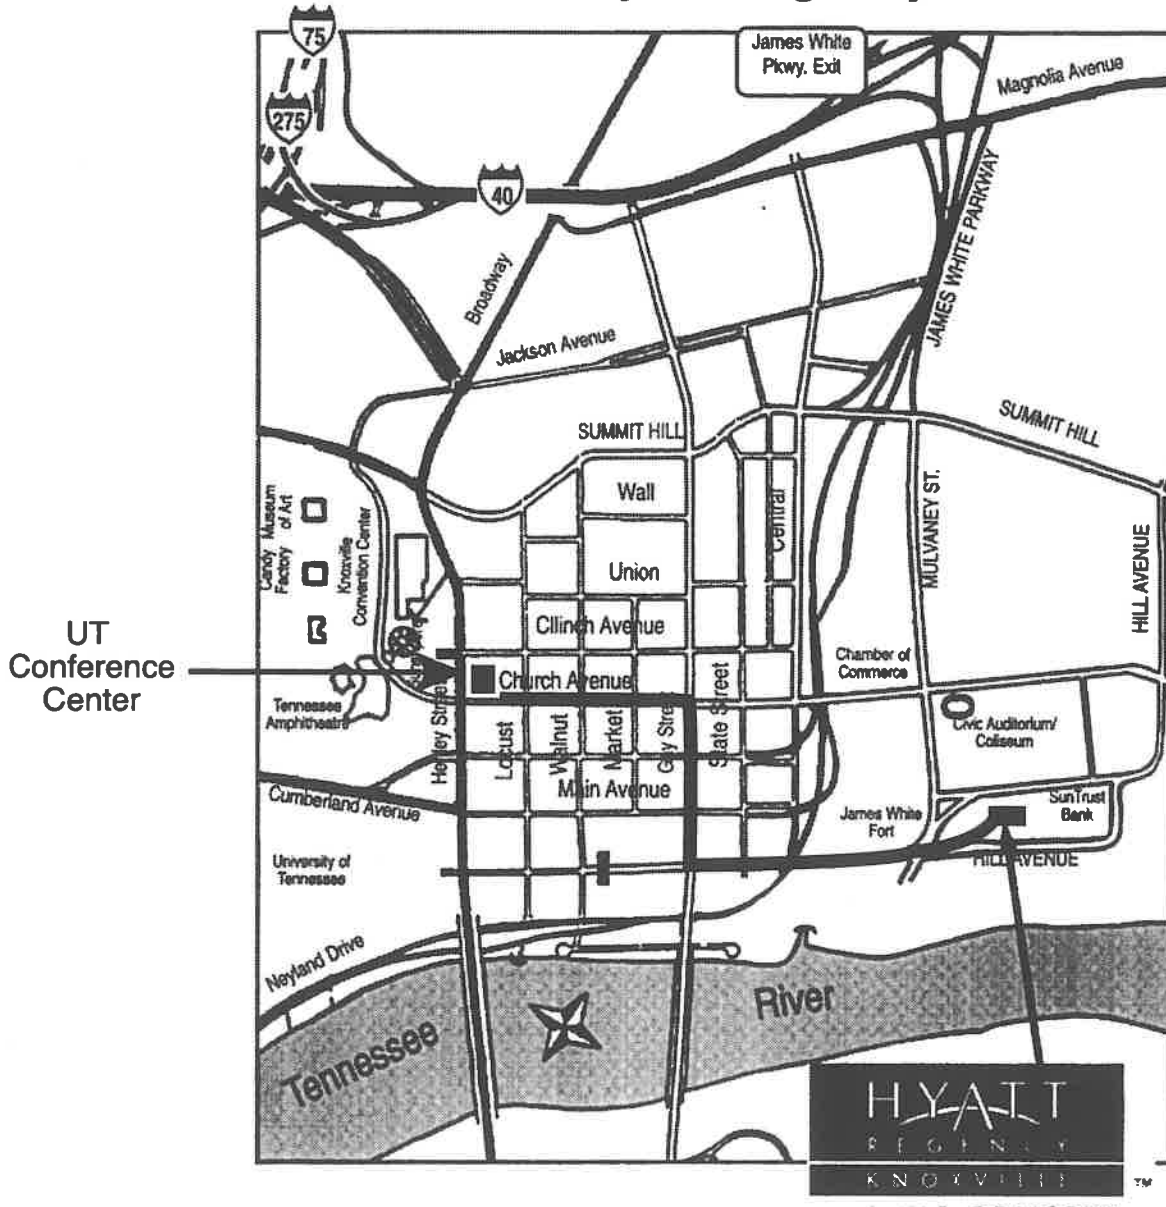 75
275
40
James White
Pkwy. Exit
Magnolia Avenue
JAMES WHITE PARKWAY
Broadway
Jackson Avenue
SUMMIT HILL
SUMMIT HILL
Wall
Central
MULVANEY ST.
HILL AVENUE
Museum
of Art
Candy
Factory
Knoxville
Convention Center
Union
Cllinch Avenue
UT
Conference
Center
Church Avenue
Chamber of
Commerce
Tennessee
Amphitheatre
Henley Street
Locust
Walnut
Market
Gay Street
State Street
Civic Auditorium/
Coliseum
Main Avenue
Cumberland Avenue
James White
Fort
SunTrust
Bank
University of
Tennessee
HILL AVENUE
Neyland Drive
Tennessee
River
HYATT
REGENCY
KNOXVILLE
TM